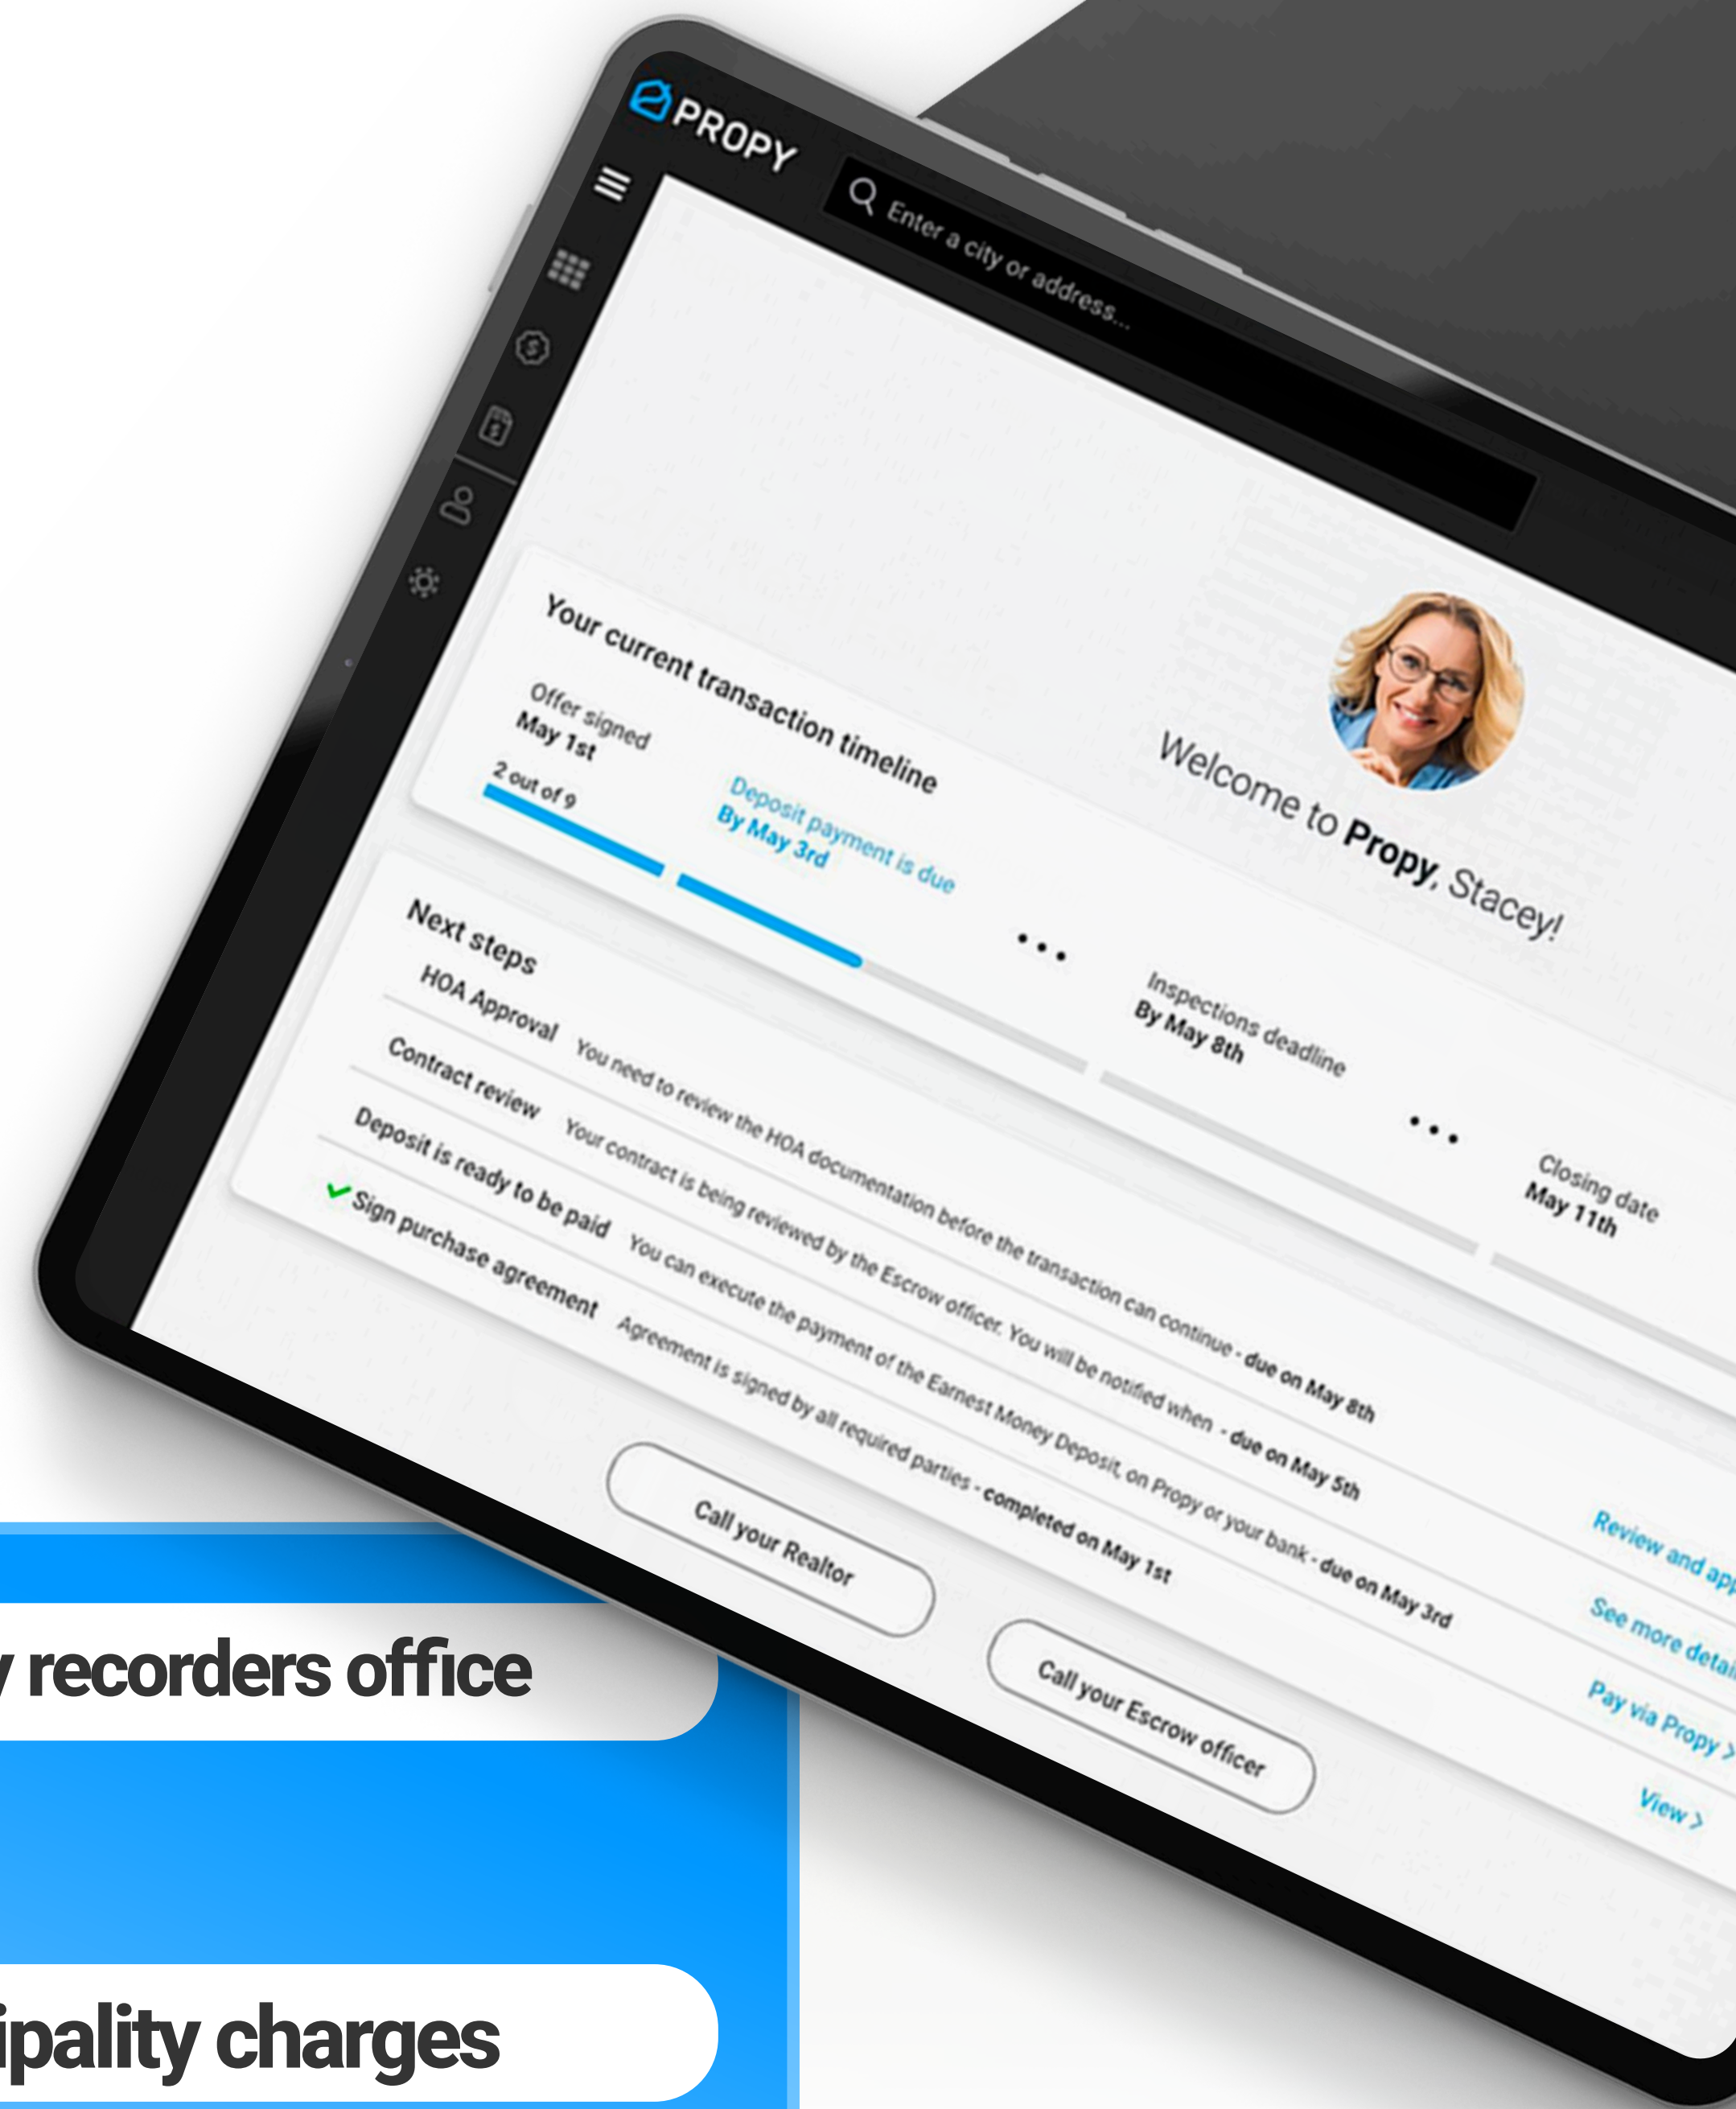 PROPY
Enter a city or address...
Welcome to Propy, Stacey!
Your current transaction timeline
Offer signed
May 1st
2 out of 9
Deposit payment is due
By May 3rd
Inspections deadline
By May 8th
Closing date
May 11th
Next steps
HOA Approval You need to review the HOA documentation before the transaction can continue - due on May 8th Review and
Contract review Your contract is being reviewed by the Escrow officer. You will be notified when - due on May 5th See more
Deposit is ready to be paid You can execute the payment of the Earnest Money Deposit, on Propy or your bank - due on May 3rd Pay via Propy >
Sign purchase agreement Agreement is signed by all required parties - completed on May 1st View >
Call your Realtor
Call your Escrow officer
recorders office
charges